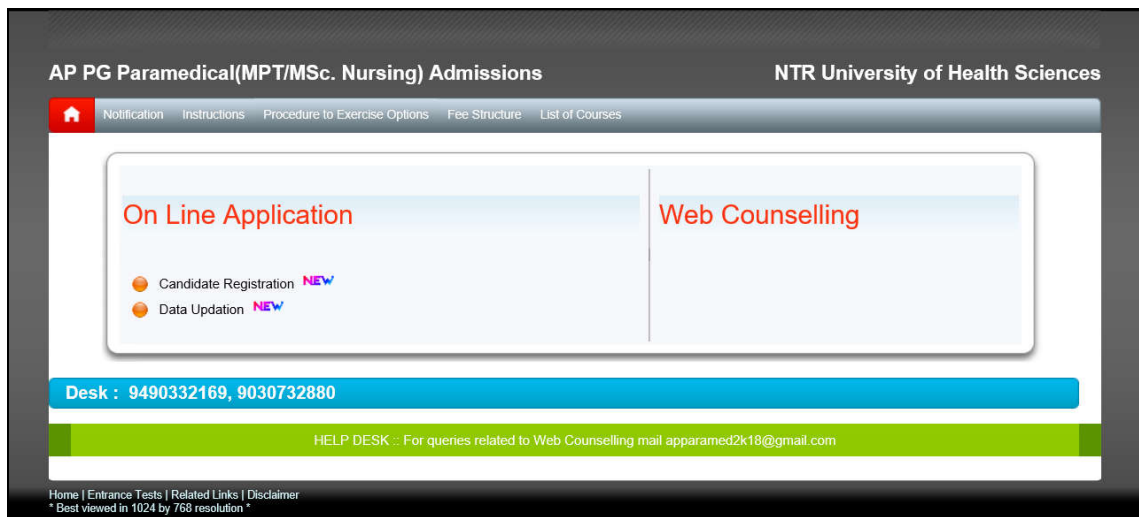 AP PG Paramedical(MPT/MSc. Nursing) Admissions NTR University of Health Sciences
Notification Instructions Procedure to Exercise Options Fee Structure List of Courses
On Line Application
Candidate Registration NEW
Data Updation NEW
Web Counselling
Desk : 9490332169, 9030732880
HELP DESK :: For queries related to Web Counselling mail apparamed2k18@gmail.com
Home | Entrance Tests | Related Links | Disclaimer
* Best viewed in 1024 by 768 resolution *